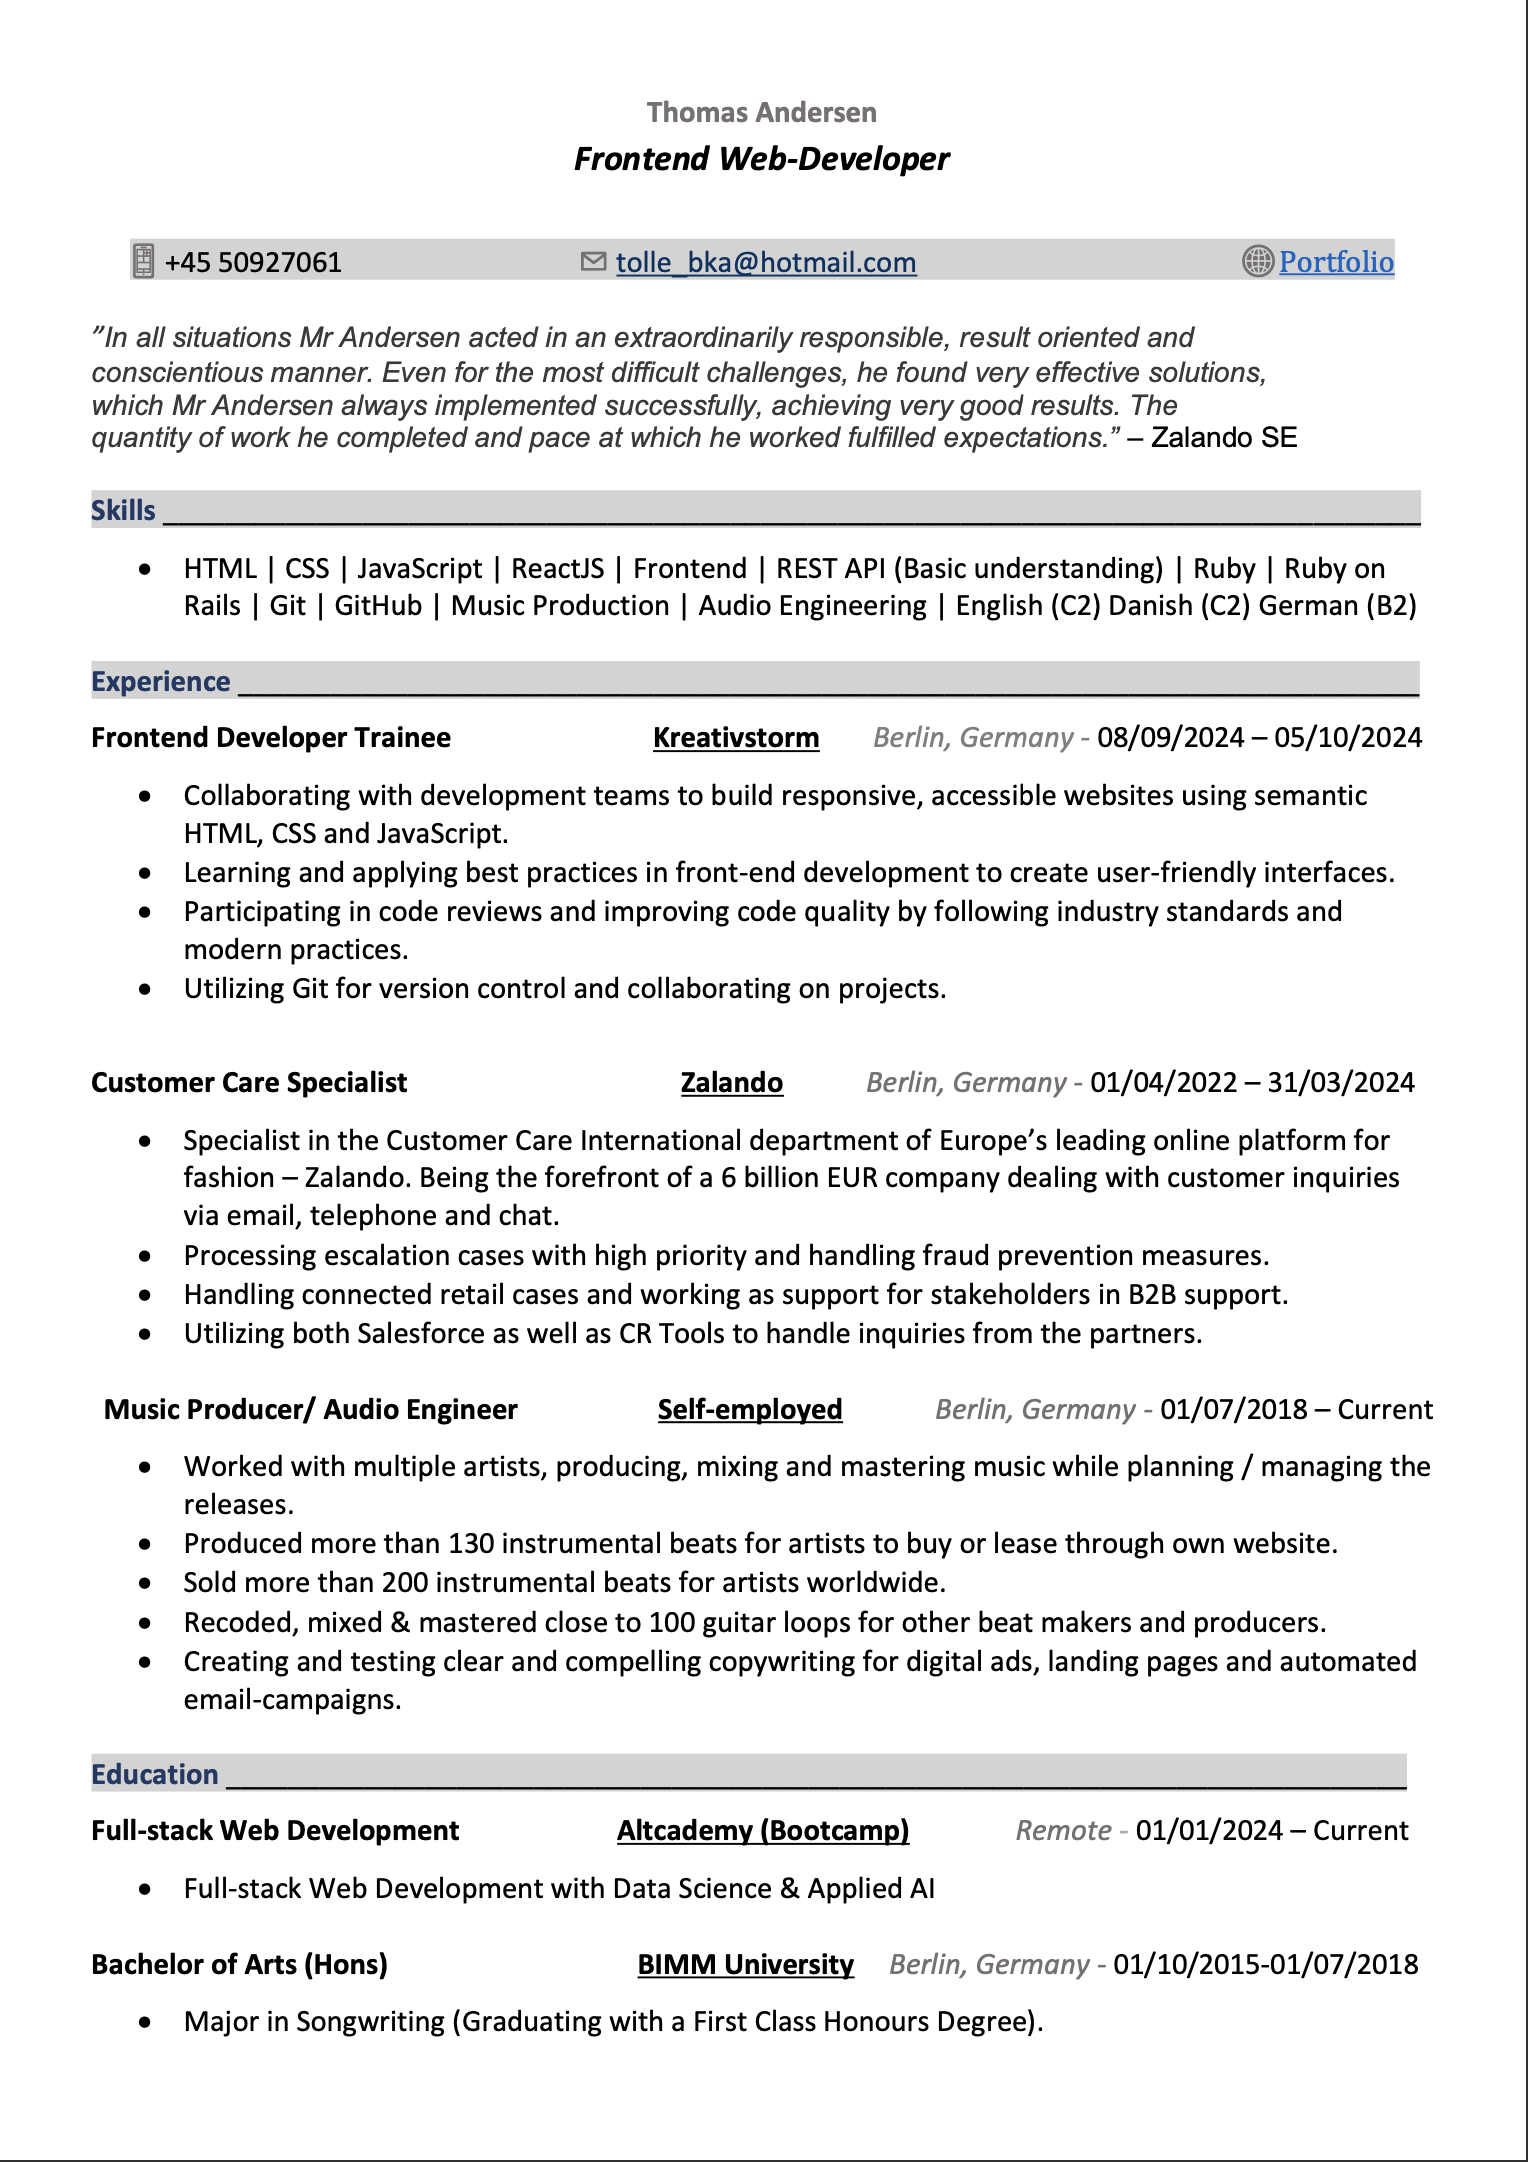 Thomas Andersen
Frontend Web-Developer
+45 50927061 tolle_bka@hotmail.com Portfolio
”In all situations Mr Andersen acted in an extraordinarily responsible, result oriented and
conscientious manner. Even for the most difficult challenges, he found very effective solutions,
which Mr Andersen always implemented successfully, achieving very good results. The
quantity of work he completed and pace at which he worked fulfilled expectations.” – Zalando SE
Skills
• HTML | CSS | JavaScript | ReactJS | Frontend | REST API (Basic understanding) | Ruby | Ruby on
Rails | Git | GitHub | Music Production | Audio Engineering | English (C2) Danish (C2) German (B2)
Experience
Frontend Developer Trainee Kreativstorm Berlin, Germany - 08/09/2024 – 05/10/2024
• Collaborating with development teams to build responsive, accessible websites using semantic
HTML, CSS and JavaScript.
• Learning and applying best practices in front-end development to create user-friendly interfaces.
• Participating in code reviews and improving code quality by following industry standards and
modern practices.
• Utilizing Git for version control and collaborating on projects.
Customer Care Specialist Zalando Berlin, Germany - 01/04/2022 – 31/03/2024
• Specialist in the Customer Care International department of Europe’s leading online platform for
fashion – Zalando. Being the forefront of a 6 billion EUR company dealing with customer inquiries
via email, telephone and chat.
• Processing escalation cases with high priority and handling fraud prevention measures.
• Handling connected retail cases and working as support for stakeholders in B2B support.
• Utilizing both Salesforce as well as CR Tools to handle inquiries from the partners.
Music Producer/ Audio Engineer Self-employed Berlin, Germany - 01/07/2018 – Current
• Worked with multiple artists, producing, mixing and mastering music while planning / managing the
releases.
• Produced more than 130 instrumental beats for artists to buy or lease through own website.
• Sold more than 200 instrumental beats for artists worldwide.
• Recoded, mixed & mastered close to 100 guitar loops for other beat makers and producers.
• Creating and testing clear and compelling copywriting for digital ads, landing pages and automated
email-campaigns.
Education
Full-stack Web Development Altcademy (Bootcamp) Remote - 01/01/2024 – Current
• Full-stack Web Development with Data Science & Applied AI
Bachelor of Arts (Hons) BIMM University Berlin, Germany - 01/10/2015-01/07/2018
• Major in Songwriting (Graduating with a First Class Honours Degree).